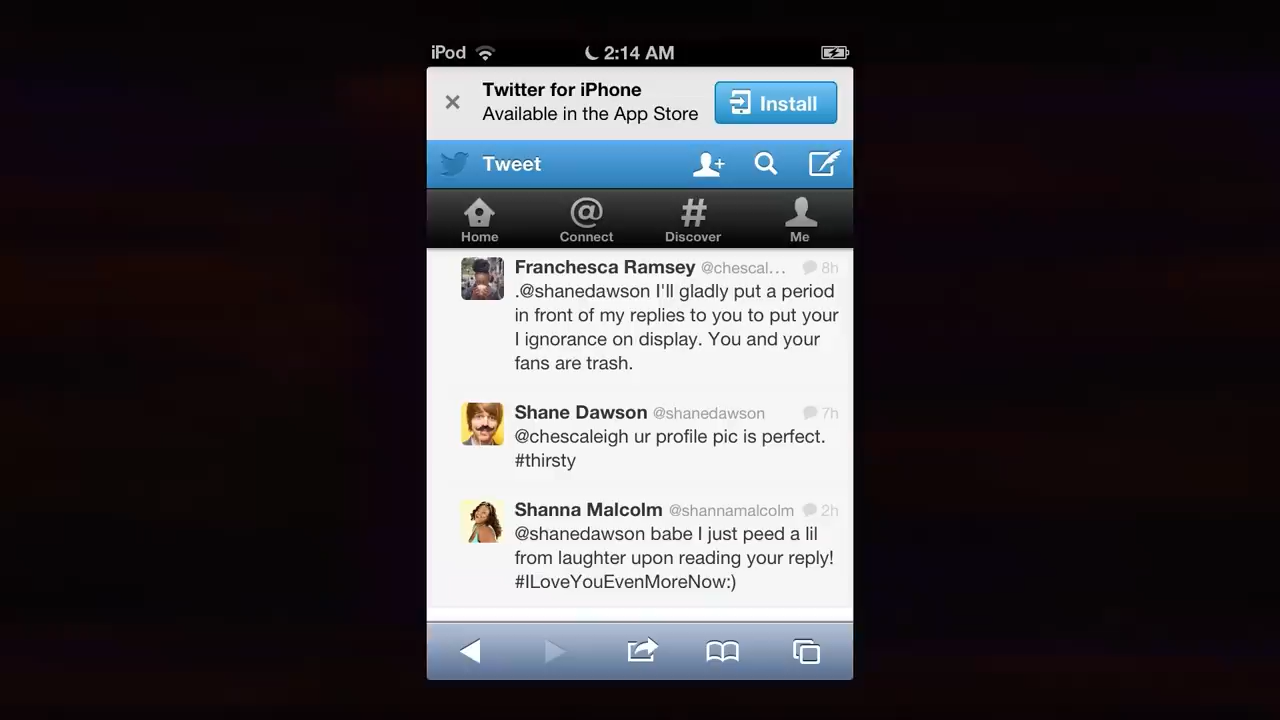 iPod 2:14 AM
Twitter for iPhone
Available in the App Store
Install
Tweet
Home Connect Discover Me
Franchesca Ramsey @chescal... 8h
.@shanedawson I'll gladly put a period
in front of my replies to you to put your
I ignorance on display. You and your
fans are trash.
Shane Dawson @shanedawson 7h
@chescaleigh ur profile pic is perfect.
#thirsty
Shanna Malcolm @shannamalcolm 2h
@shanedawson babe I just peed a lil
from laughter upon reading your reply!
#ILoveYouEvenMoreNow:)